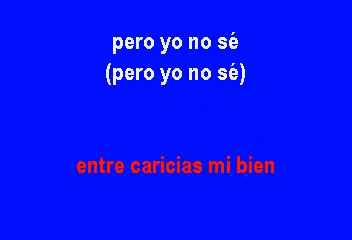 pero yo no sé
(pero yo no sé)
entre caricias mi bien